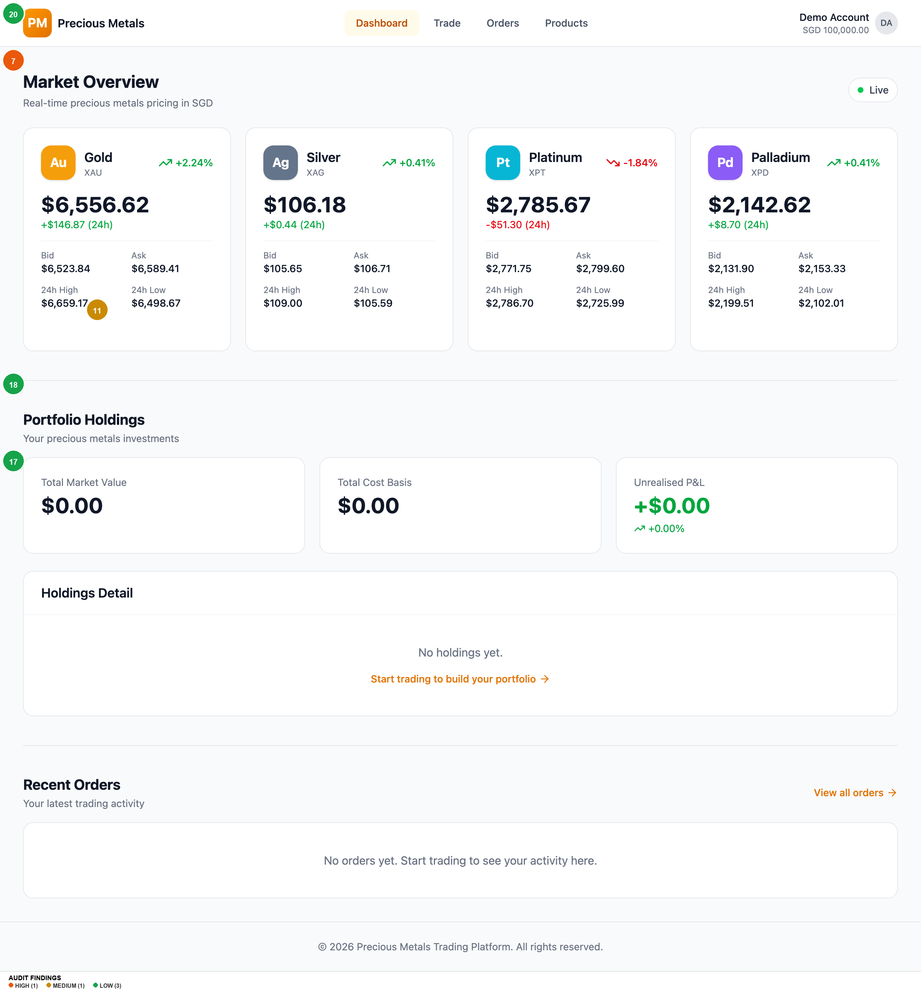 20
PM Precious Metals Dashboard Trade Orders Products Demo Account DA
SGD 100,000.00
7
Market Overview
Live
Real-time precious metals pricing in SGD
Au Gold +2.24%
XAU
$6,556.62
+$146.87 (24h)
Bid Ask
$6,523.84 $6,589.41
24h High 24h Low
$6,659.17 $6,498.67
11
Ag Silver +0.41%
XAG
$106.18
+$0.44 (24h)
Bid Ask
$105.65 $106.71
24h High 24h Low
$109.00 $105.59
Pt Platinum -1.84%
XPT
$2,785.67
-$51.30 (24h)
Bid Ask
$2,771.75 $2,799.60
24h High 24h Low
$2,786.70 $2,725.99
Pd Palladium +0.41%
XPD
$2,142.62
+$8.70 (24h)
Bid Ask
$2,131.90 $2,153.33
24h High 24h Low
$2,199.51 $2,102.01
18
Portfolio Holdings
Your precious metals investments
17
Total Market Value
$0.00
Total Cost Basis
$0.00
Unrealised P&L
+$0.00
+0.00%
Holdings Detail
No holdings yet.
Start trading to build your portfolio →
Recent Orders
Your latest trading activity
View all orders →
No orders yet. Start trading to see your activity here.
© 2026 Precious Metals Trading Platform. All rights reserved.
AUDIT FINDINGS
HIGH (1) MEDIUM (1) LOW (3)